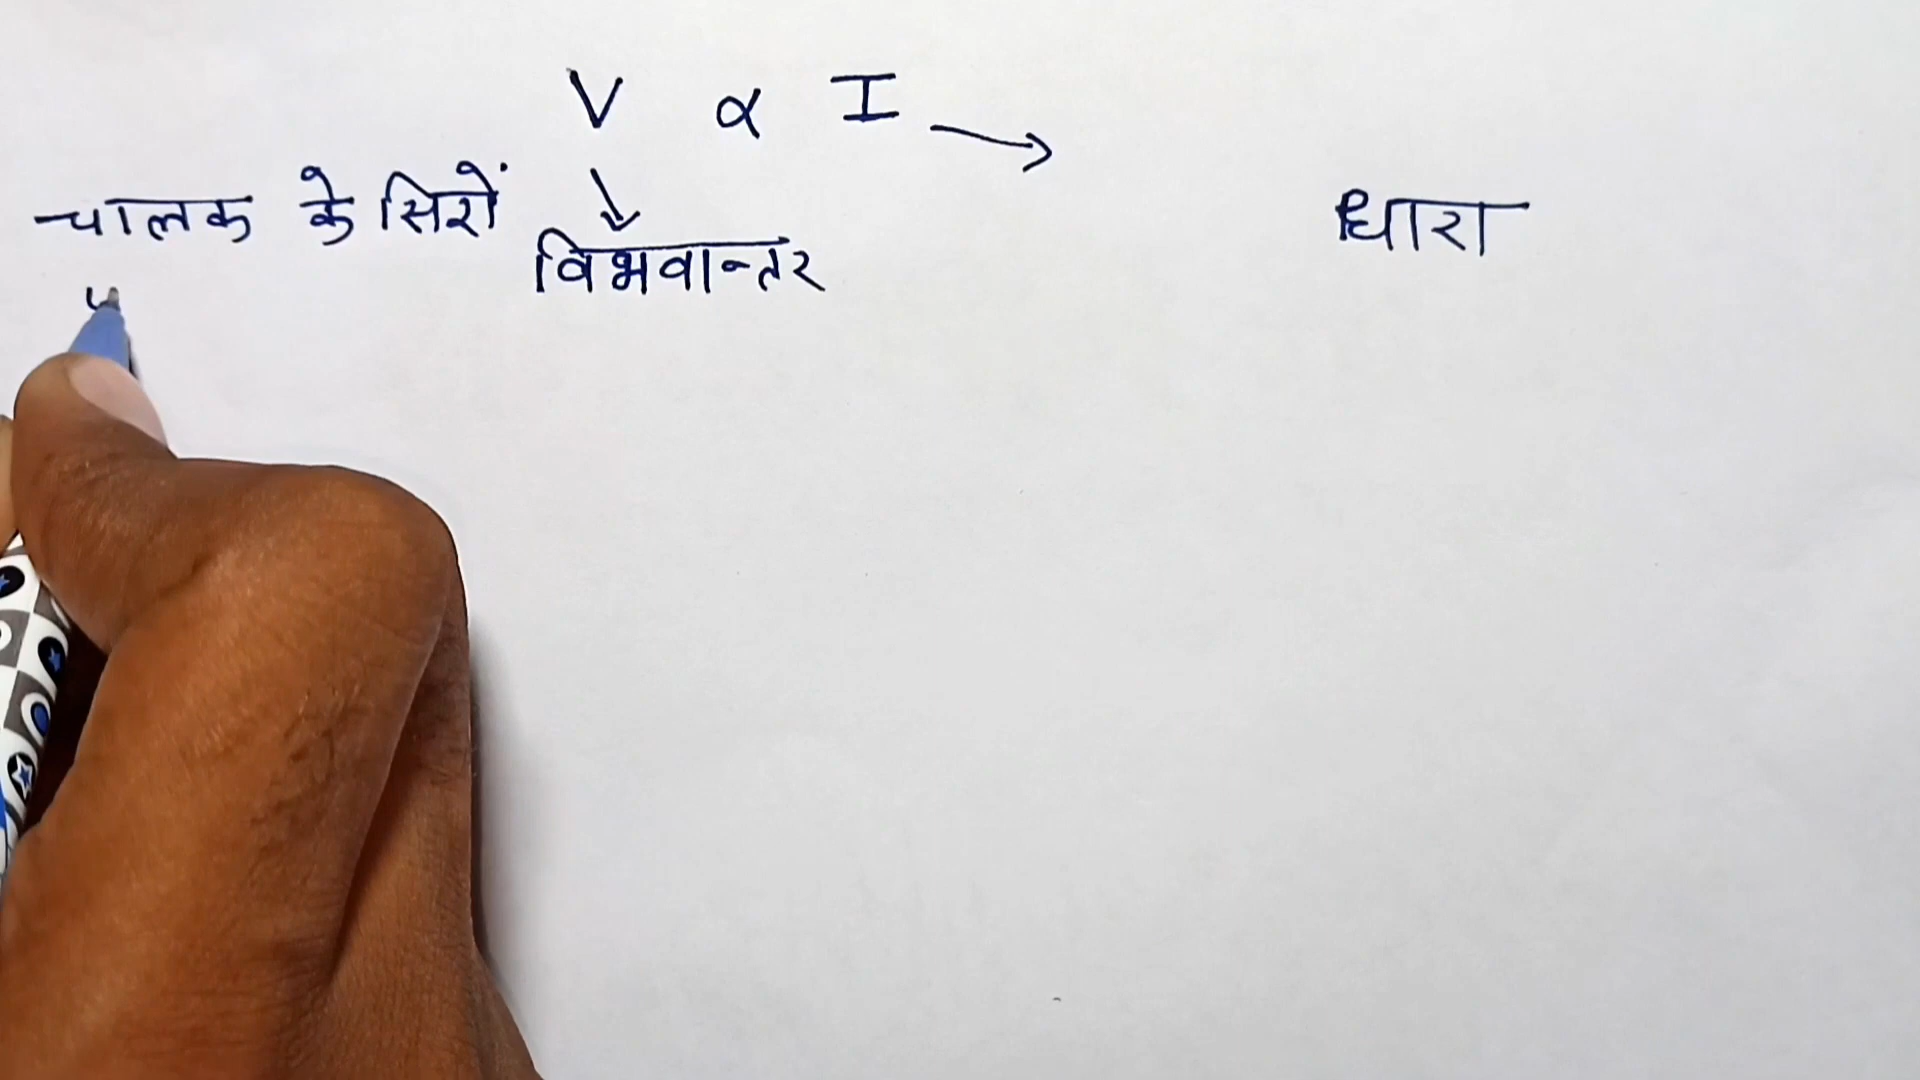 V ∝ I
चालक के सिरों
विभवान्तर
धारा